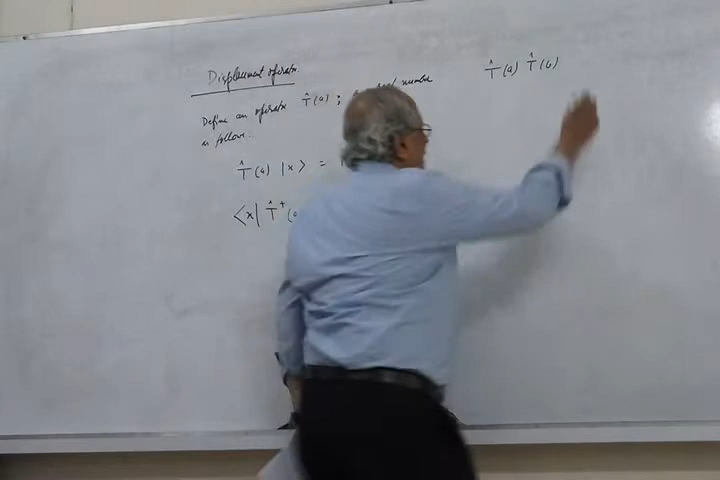 Displacement operator.
Define an operator T̂(a) ; real number
as follows.
T̂(a) |x> =
<x| T̂†(a
T̂(a) T̂(b)